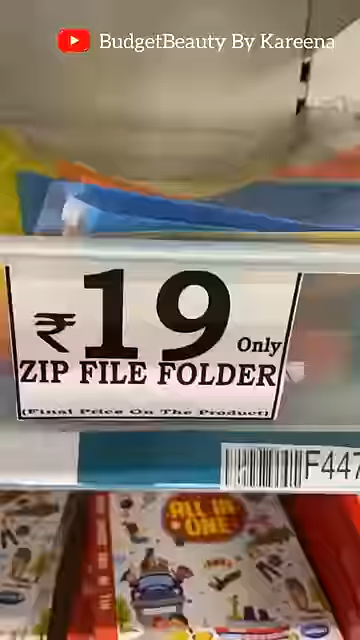 BudgetBeauty By Kareena
₹19 Only
ZIP FILE FOLDER
(Final Price On The Product)
F447
ALL IN
ONE